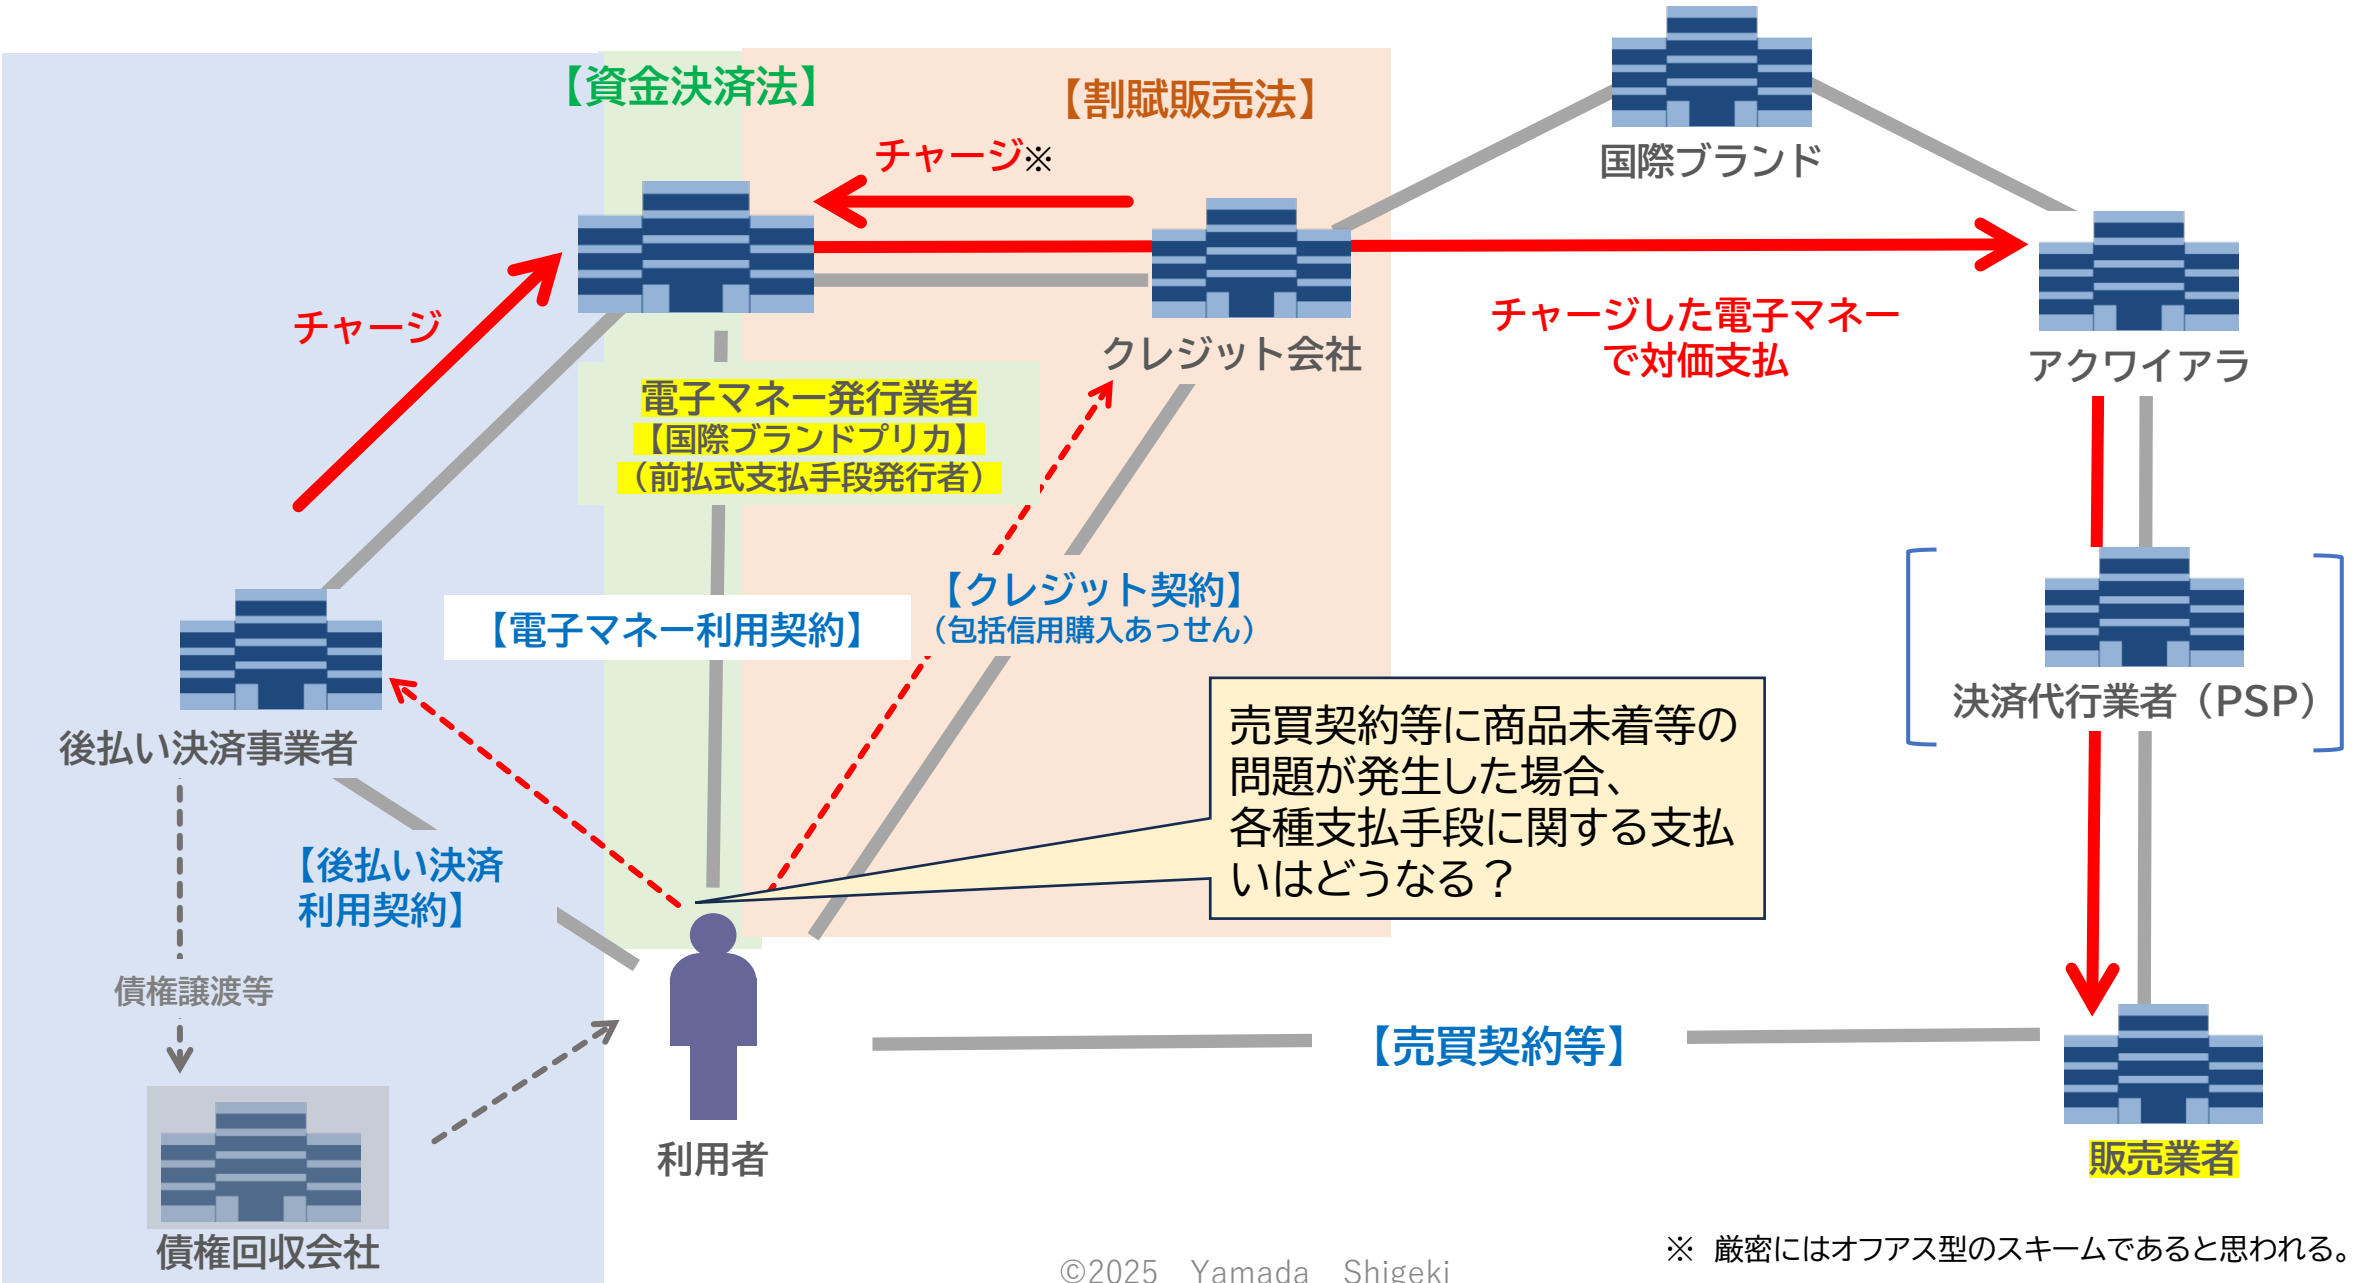 【資金決済法】
【割賦販売法】
国際ブランド
チャージ※
チャージ
クレジット会社
チャージした電子マネー
で対価支払
アクワイアラ
電子マネー発行業者
【国際ブランドプリカ】
（前払式支払手段発行者）
【クレジット契約】
（包括信用購入あっせん）
【電子マネー利用契約】
決済代行業者（PSP）
後払い決済事業者
売買契約等に商品未着等の
問題が発生した場合、
各種支払手段に関する支払
いはどうなる？
【後払い決済
利用契約】
債権譲渡等
【売買契約等】
利用者
販売業者
債権回収会社
※　厳密にはオフアス型のスキームであると思われる。
©2025　Yamada　Shigeki